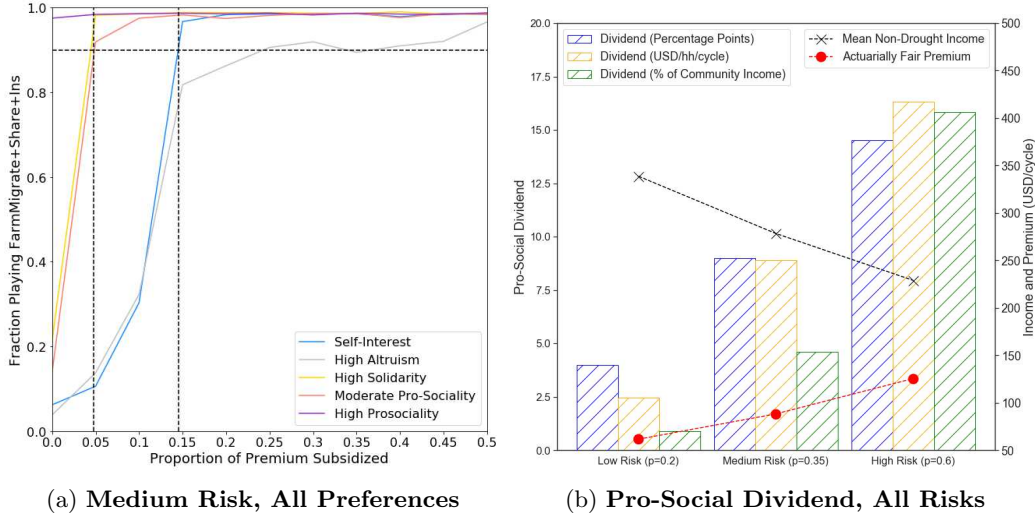 Fraction Playing FarmMigrate+Share+Ins
1.0
0.8
0.6
0.4
0.2
0.0
0.0 0.05 0.1 0.15 0.2 0.25 0.3 0.35 0.4 0.45 0.5
Proportion of Premium Subsidized
Self-Interest
High Altruism
High Solidarity
Moderate Pro-Sociality
High Prosociality
(a) Medium Risk, All Preferences
Pro-Social Dividend
20.0
17.5
15.0
12.5
10.0
7.5
5.0
2.5
0.0
Dividend (Percentage Points)
Dividend (USD/hh/cycle)
Dividend (% of Community Income)
Mean Non-Drought Income
Actuarially Fair Premium
500
450
400
350
300
250
200
150
100
50
Income and Premium (USD/cycle)
Low Risk (p=0.2) Medium Risk (p=0.35) High Risk (p=0.6)
(b) Pro-Social Dividend, All Risks